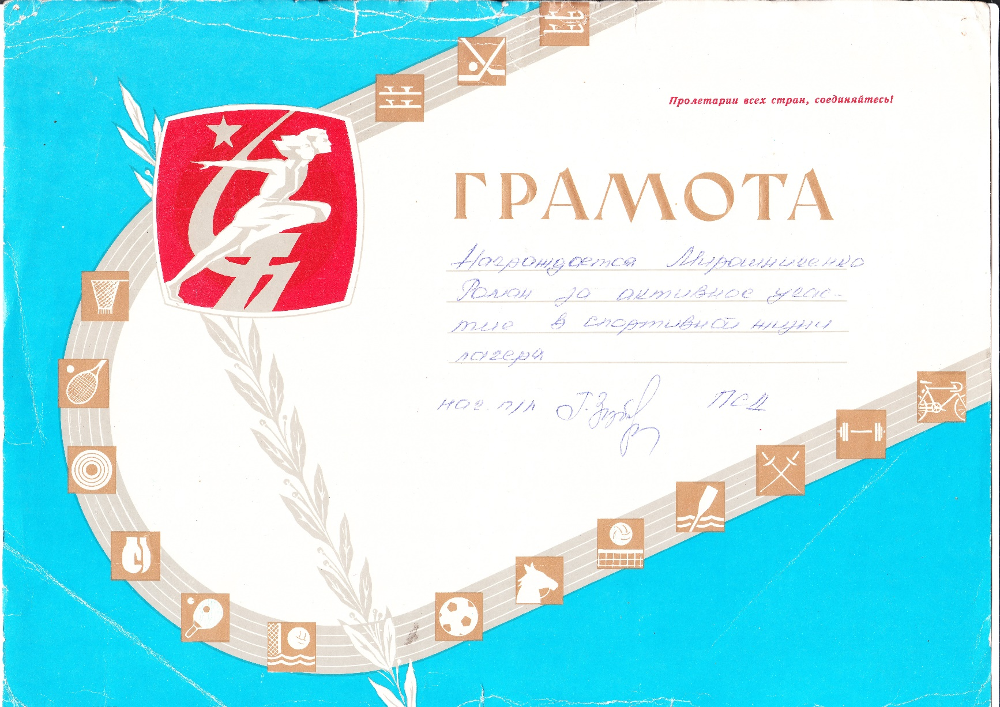 Пролетарии всех стран, соединяйтесь!
ГРАМОТА
Награждается Мирошниченко
Роман за активное учас-
тие в спортивной жизни
лагеря
нач. п/л